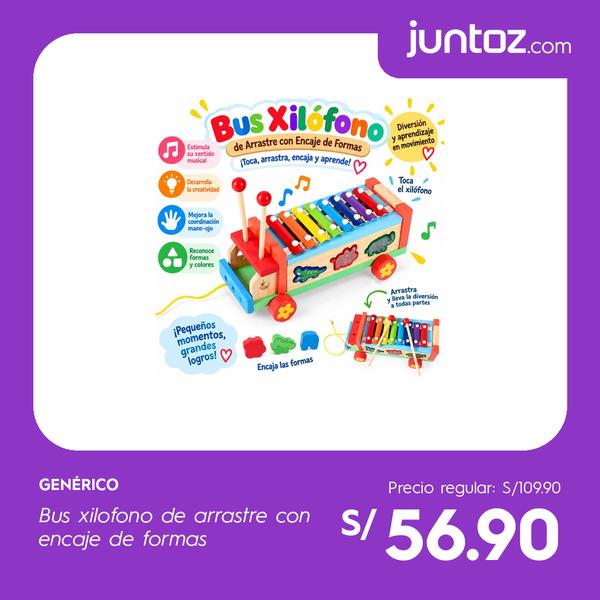 juntoz.com
Bus Xilófono
de Arrastre con Encaje de Formas
¡Toca, arrastra, encaja y aprende!
Diversión
y aprendizaje
en movimiento
Estimula
su sentido
musical
Desarrolla
la creatividad
Mejora la
coordinación
mano-ojo
Reconoce
formas
y colores
Toca
el xilófono
Arrastra
y lleva la diversión
a todas partes
¡Pequeños
momentos,
grandes
logros!
Encaja las formas
GENÉRICO
Bus xilofono de arrastre con
encaje de formas
Precio regular: S/109.90
S/56.90